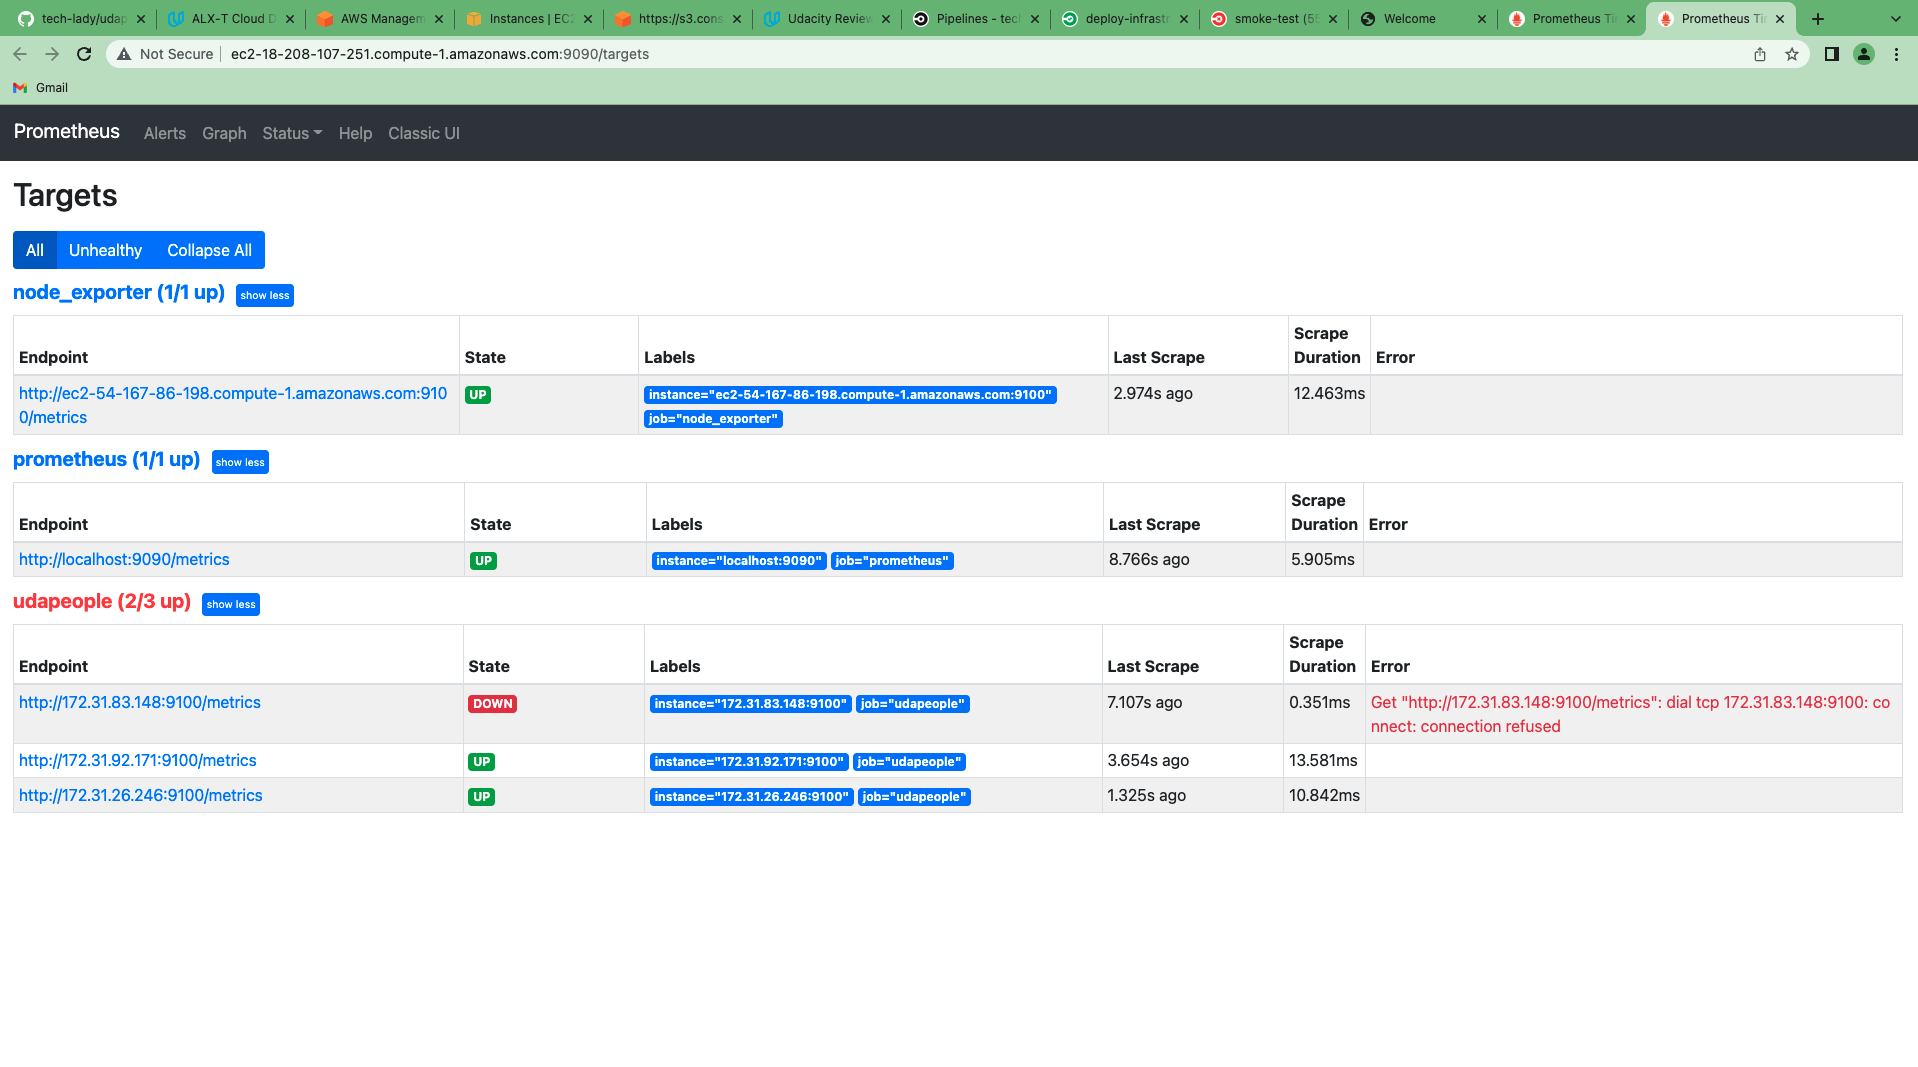 tech-lady/udap
ALX-T Cloud D
AWS Managem
Instances | EC2
https://s3.cons
Udacity Review
Pipelines - tech
deploy-infrastr
smoke-test (55
Welcome
Prometheus Ti
Prometheus Ti
Not Secure ec2-18-208-107-251.compute-1.amazonaws.com:9090/targets
Gmail
Prometheus Alerts Graph Status Help Classic UI
Targets
All Unhealthy Collapse All
node_exporter (1/1 up) show less
Endpoint State Labels Last Scrape Scrape Duration Error
http://ec2-54-167-86-198.compute-1.amazonaws.com:910
0/metrics
UP
instance="ec2-54-167-86-198.compute-1.amazonaws.com:9100"
job="node_exporter"
2.974s ago 12.463ms
prometheus (1/1 up) show less
Endpoint State Labels Last Scrape Scrape Duration Error
http://localhost:9090/metrics UP instance="localhost:9090" job="prometheus" 8.766s ago 5.905ms
udapeople (2/3 up) show less
Endpoint State Labels Last Scrape Scrape Duration Error
http://172.31.83.148:9100/metrics DOWN instance="172.31.83.148:9100" job="udapeople" 7.107s ago 0.351ms Get "http://172.31.83.148:9100/metrics": dial tcp 172.31.83.148:9100: co
nnect: connection refused
http://172.31.92.171:9100/metrics UP instance="172.31.92.171:9100" job="udapeople" 3.654s ago 13.581ms
http://172.31.26.246:9100/metrics UP instance="172.31.26.246:9100" job="udapeople" 1.325s ago 10.842ms